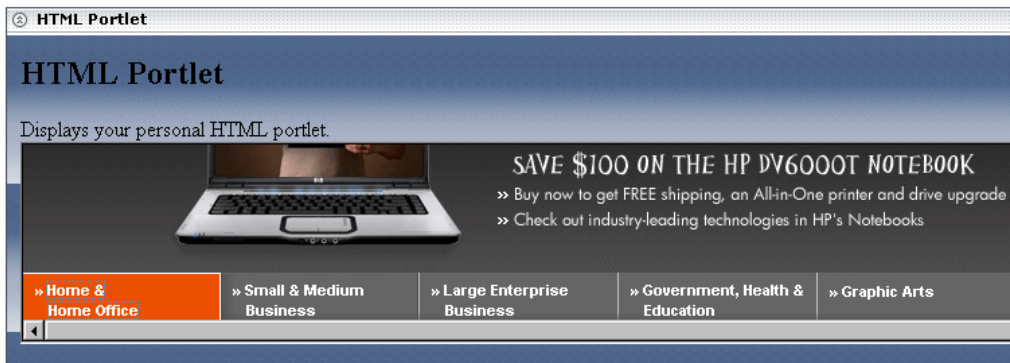 HTML Portlet
HTML Portlet
Displays your personal HTML portlet.
SAVE $100 ON THE HP DV6000T NOTEBOOK
» Buy now to get FREE shipping, an All-in-One printer and drive upgrade
» Check out industry-leading technologies in HP's Notebooks
» Home &
Home Office
» Small & Medium
Business
» Large Enterprise
Business
» Government, Health &
Education
» Graphic Arts